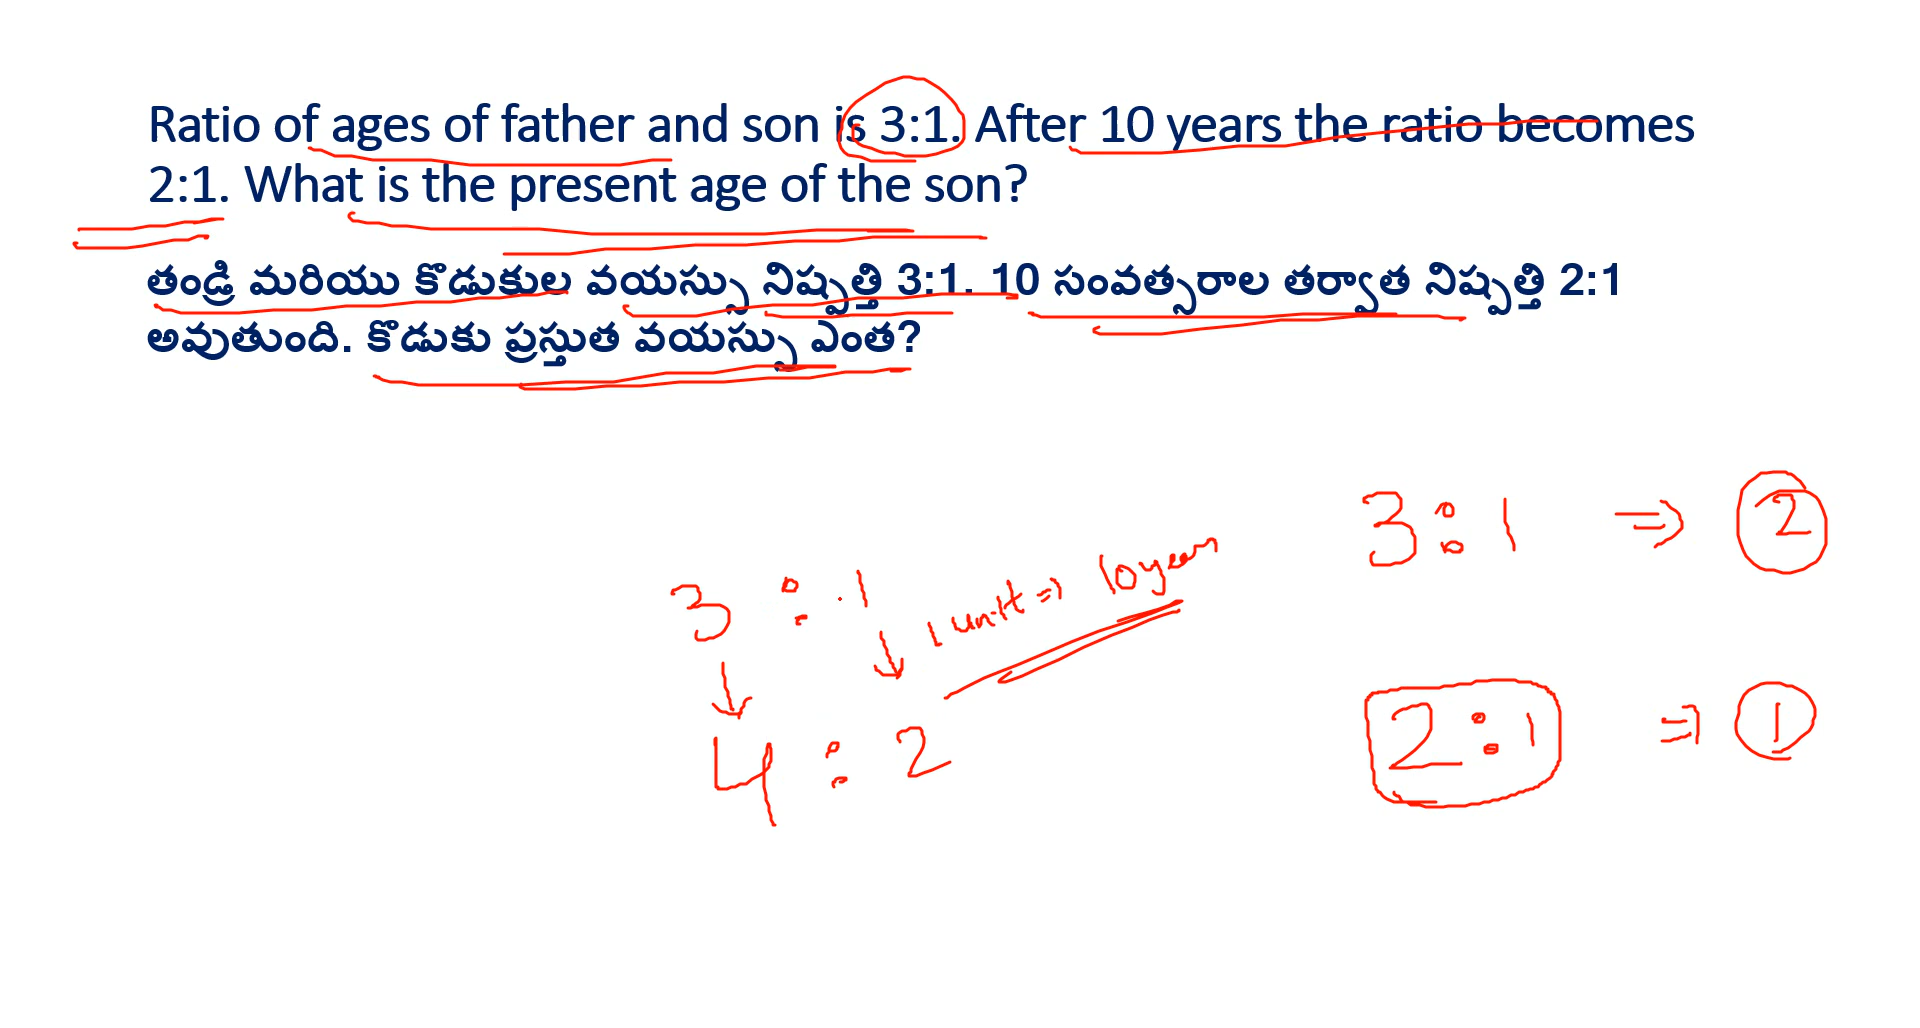 Ratio of ages of father and son is 3:1. After 10 years the ratio becomes
2:1. What is the present age of the son?
తండ్రి మరియు కొడుకుల వయస్సు నిష్పత్తి 3:1. 10 సంవత్సరాల తర్వాత నిష్పత్తి 2:1
అవుతుంది. కొడుకు ప్రస్తుత వయస్సు ఎంత?
3:1 ⇒ 2
3 : 1
1 unit ⇒ 10 years
4 : 2
2:1 ⇒ 1